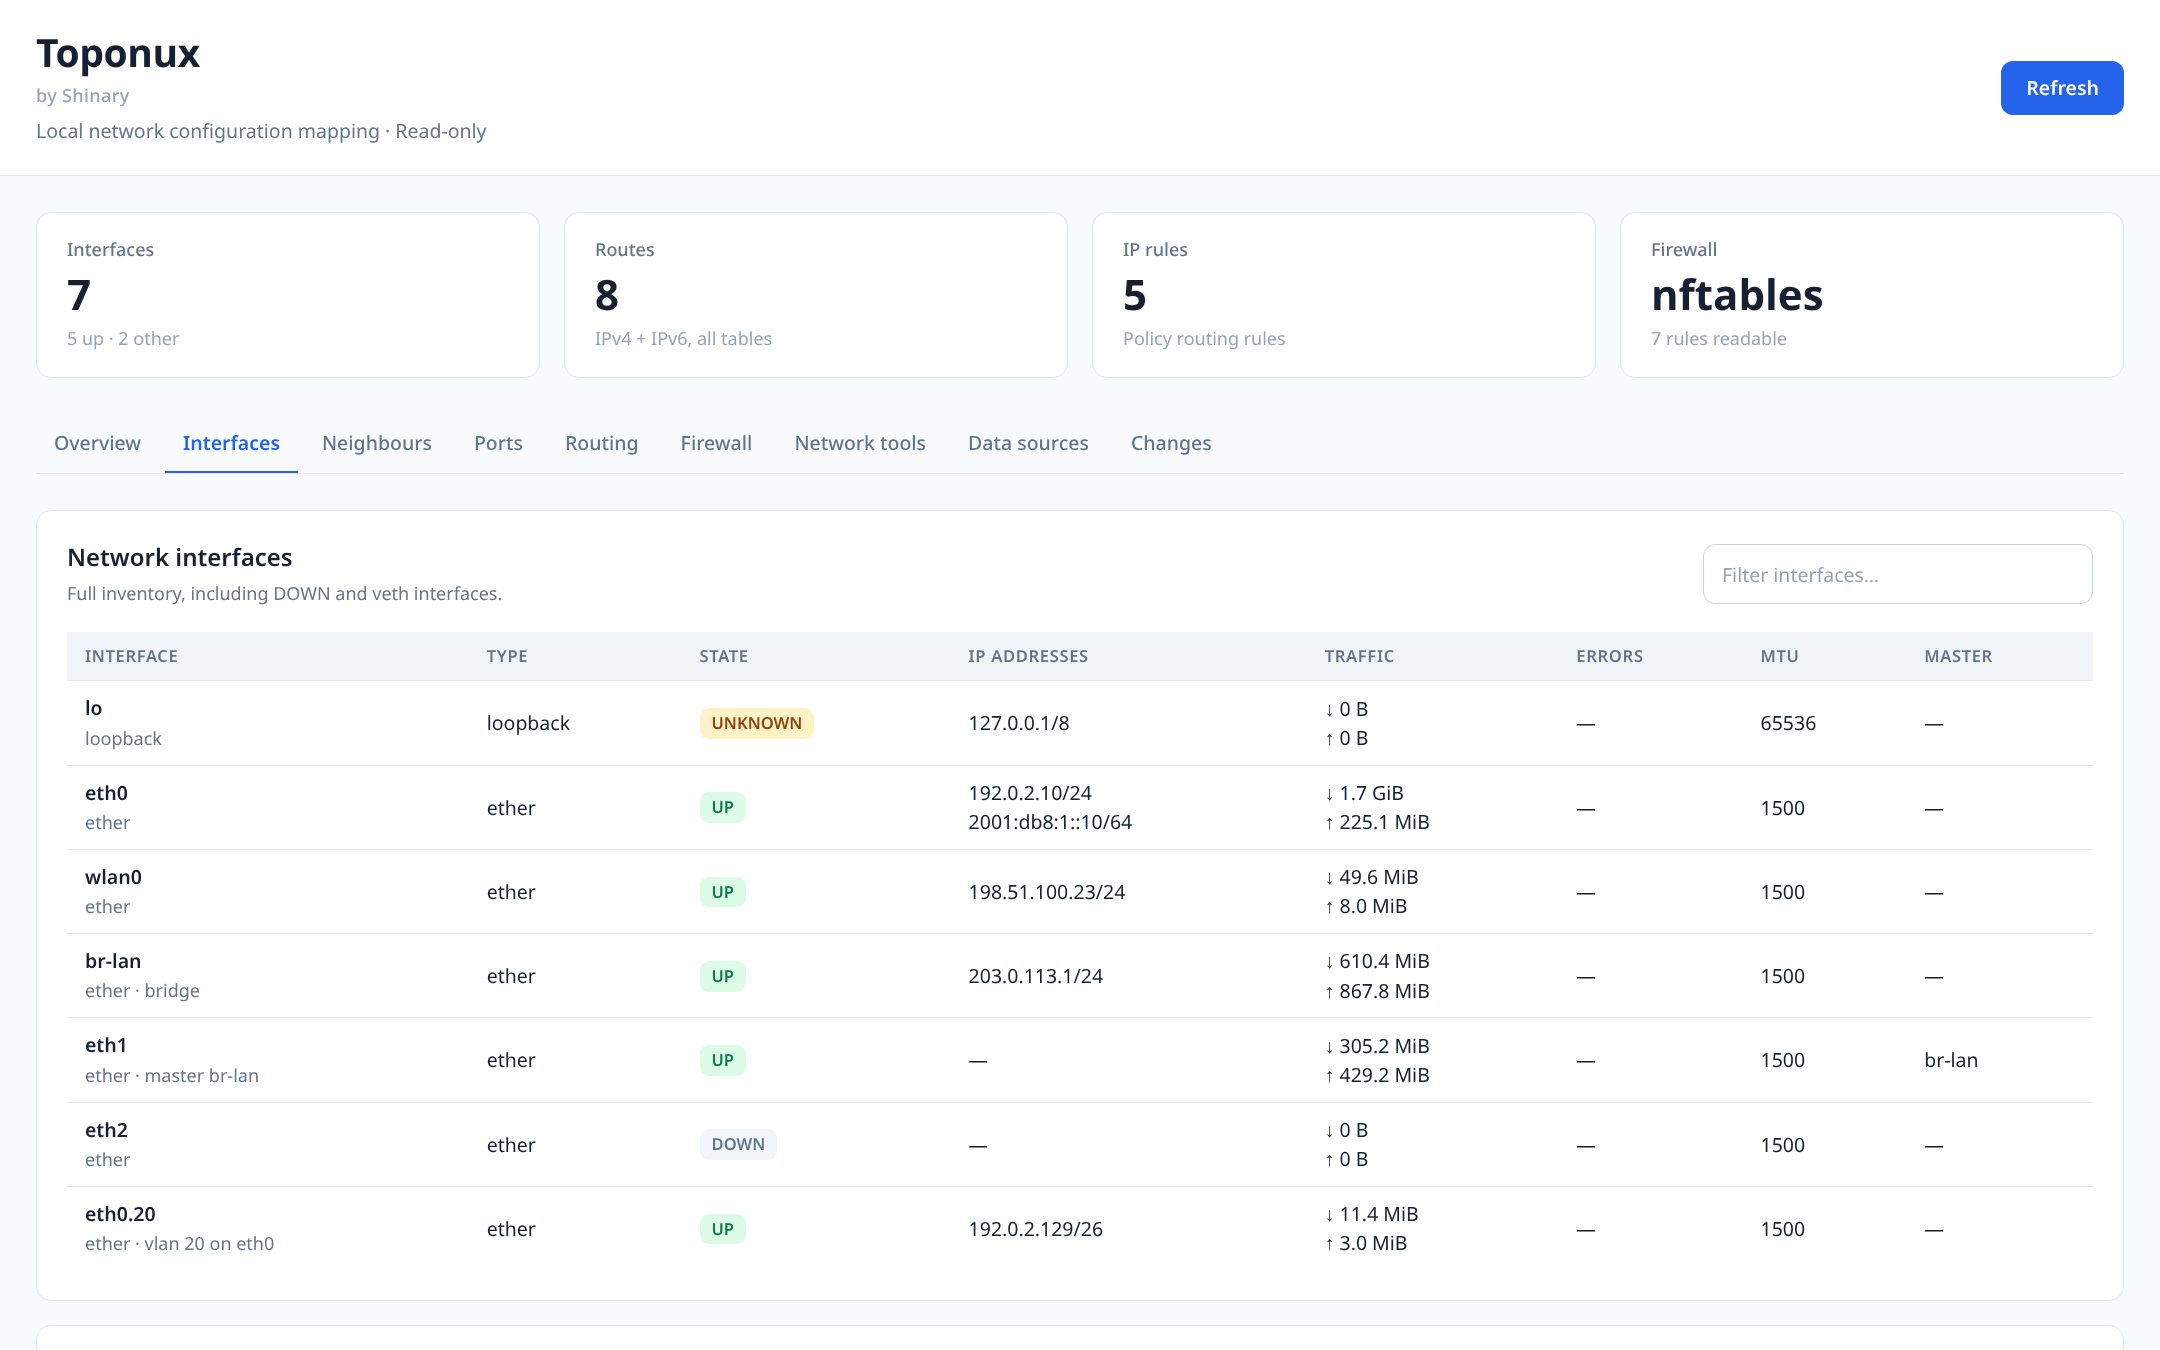 Toponux
by Shinary
Local network configuration mapping · Read-only
Refresh
Interfaces
7
5 up · 2 other
Routes
8
IPv4 + IPv6, all tables
IP rules
5
Policy routing rules
Firewall
nftables
7 rules readable
Overview Interfaces Neighbours Ports Routing Firewall Network tools Data sources Changes
Network interfaces
Full inventory, including DOWN and veth interfaces.
Filter interfaces...
INTERFACE TYPE STATE IP ADDRESSES TRAFFIC ERRORS MTU MASTER
lo
loopback
loopback
UNKNOWN
127.0.0.1/8
↓ 0 B
↑ 0 B
—
65536
—
eth0
ether
ether
UP
192.0.2.10/24
2001:db8:1::10/64
↓ 1.7 GiB
↑ 225.1 MiB
—
1500
—
wlan0
ether
ether
UP
198.51.100.23/24
↓ 49.6 MiB
↑ 8.0 MiB
—
1500
—
br-lan
ether · bridge
ether
UP
203.0.113.1/24
↓ 610.4 MiB
↑ 867.8 MiB
—
1500
—
eth1
ether · master br-lan
ether
UP
—
↓ 305.2 MiB
↑ 429.2 MiB
—
1500
br-lan
eth2
ether
ether
DOWN
—
↓ 0 B
↑ 0 B
—
1500
—
eth0.20
ether · vlan 20 on eth0
ether
UP
192.0.2.129/26
↓ 11.4 MiB
↑ 3.0 MiB
—
1500
—